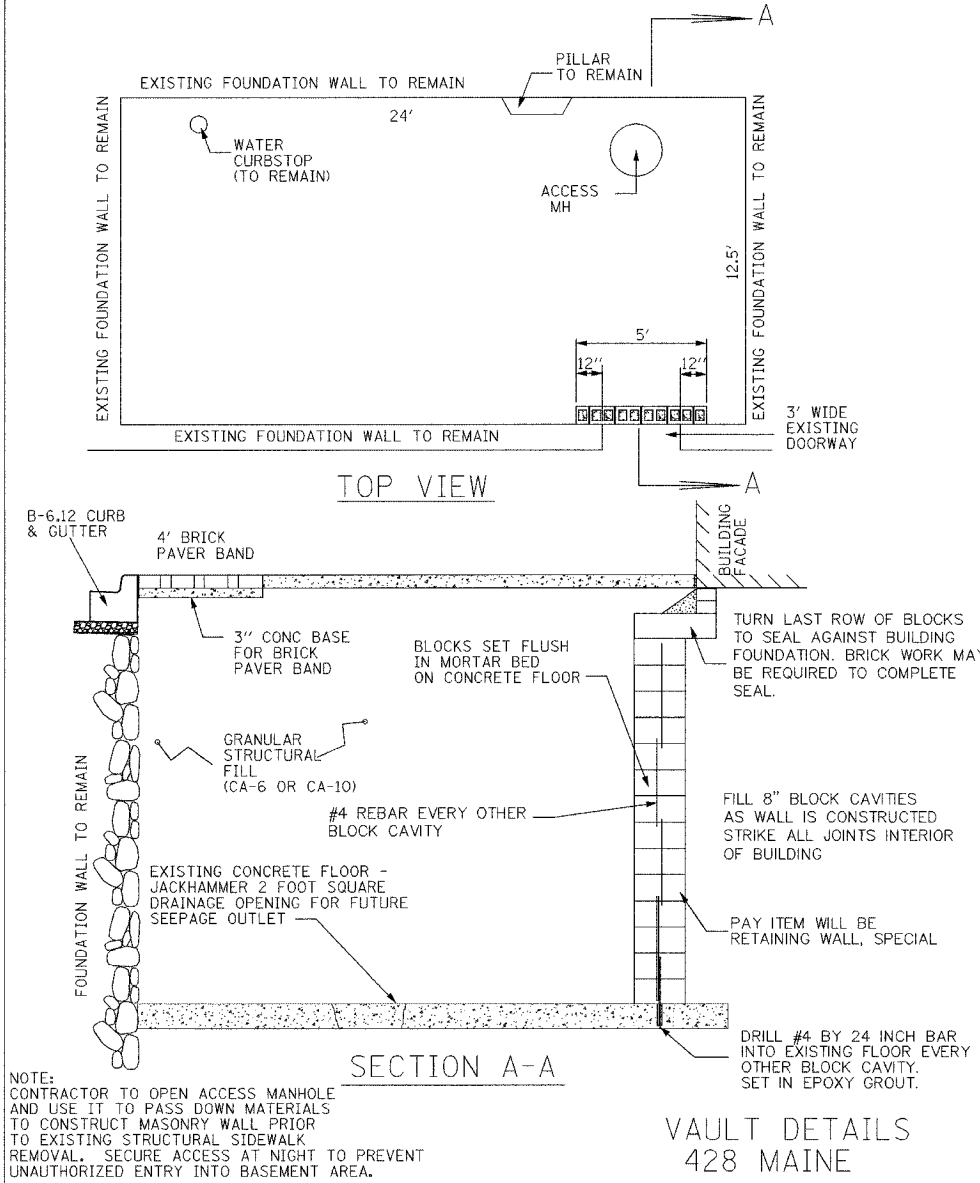 A
PILLAR
TO REMAIN
EXISTING FOUNDATION WALL TO REMAIN
24'
EXISTING FOUNDATION WALL TO REMAIN
WATER
CURBSTOP
(TO REMAIN)
ACCESS
MH
EXISTING FOUNDATION WALL TO REMAIN
12.5'
5'
12"
12"
EXISTING FOUNDATION WALL TO REMAIN
3' WIDE
EXISTING
DOORWAY
TOP VIEW
A
B-6.12 CURB
& GUTTER
4' BRICK
PAVER BAND
BUILDING
FACADE
3" CONC BASE
FOR BRICK
PAVER BAND
BLOCKS SET FLUSH
IN MORTAR BED
ON CONCRETE FLOOR
TURN LAST ROW OF BLOCKS
TO SEAL AGAINST BUILDING
FOUNDATION. BRICK WORK MAY
BE REQUIRED TO COMPLETE
SEAL.
GRANULAR
STRUCTURAL
FILL
(CA-6 OR CA-10)
#4 REBAR EVERY OTHER
BLOCK CAVITY
FILL 8" BLOCK CAVITIES
AS WALL IS CONSTRUCTED
STRIKE ALL JOINTS INTERIOR
OF BUILDING
FOUNDATION WALL TO REMAIN
EXISTING CONCRETE FLOOR -
JACKHAMMER 2 FOOT SQUARE
DRAINAGE OPENING FOR FUTURE
SEEPAGE OUTLET
PAY ITEM WILL BE
RETAINING WALL, SPECIAL
DRILL #4 BY 24 INCH BAR
INTO EXISTING FLOOR EVERY
OTHER BLOCK CAVITY.
SET IN EPOXY GROUT.
SECTION A-A
NOTE:
CONTRACTOR TO OPEN ACCESS MANHOLE
AND USE IT TO PASS DOWN MATERIALS
TO CONSTRUCT MASONRY WALL PRIOR
TO EXISTING STRUCTURAL SIDEWALK
REMOVAL. SECURE ACCESS AT NIGHT TO PREVENT
UNAUTHORIZED ENTRY INTO BASEMENT AREA.
VAULT DETAILS
428 MAINE